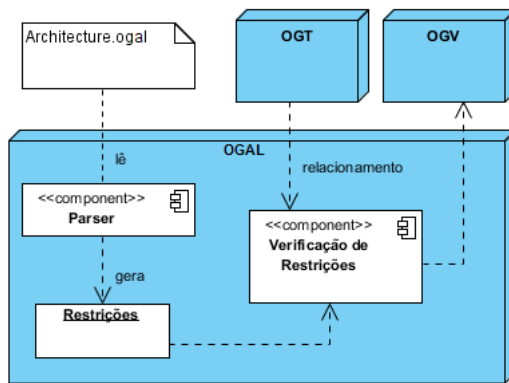 Architecture.ogal
OGT
OGV
OGAL
lê
relacionamento
<<component>>
Parser
<<component>>
Verificação de
Restrições
gera
Restrições